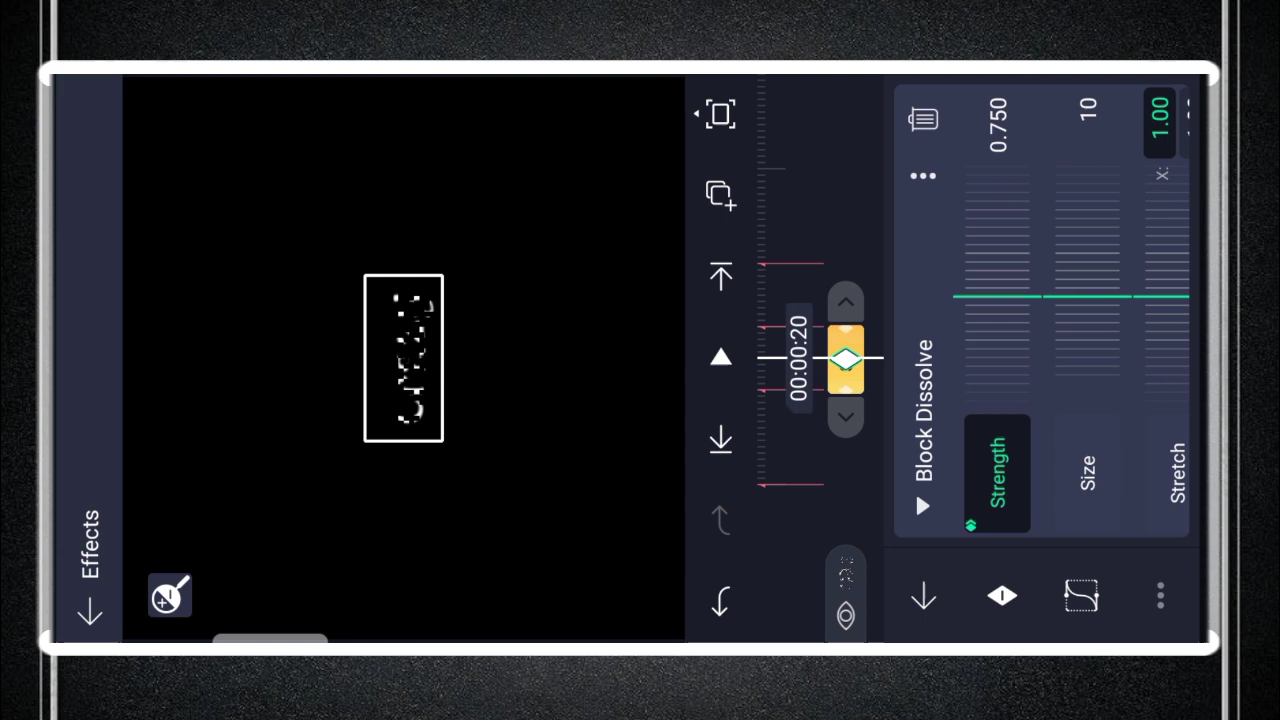 Effects
00:00:20
Block Dissolve
Strength
0.750
Size
10
Stretch
X:
1.00